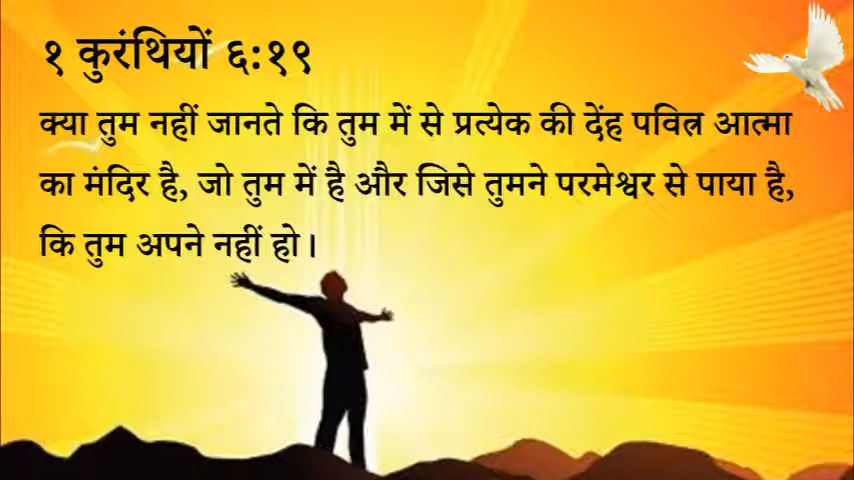 १ कुरंथियों ६:१९
क्या तुम नहीं जानते कि तुम में से प्रत्येक की देंह पवित्र आत्मा
का मंदिर है, जो तुम में है और जिसे तुमने परमेश्वर से पाया है,
कि तुम अपने नहीं हो।